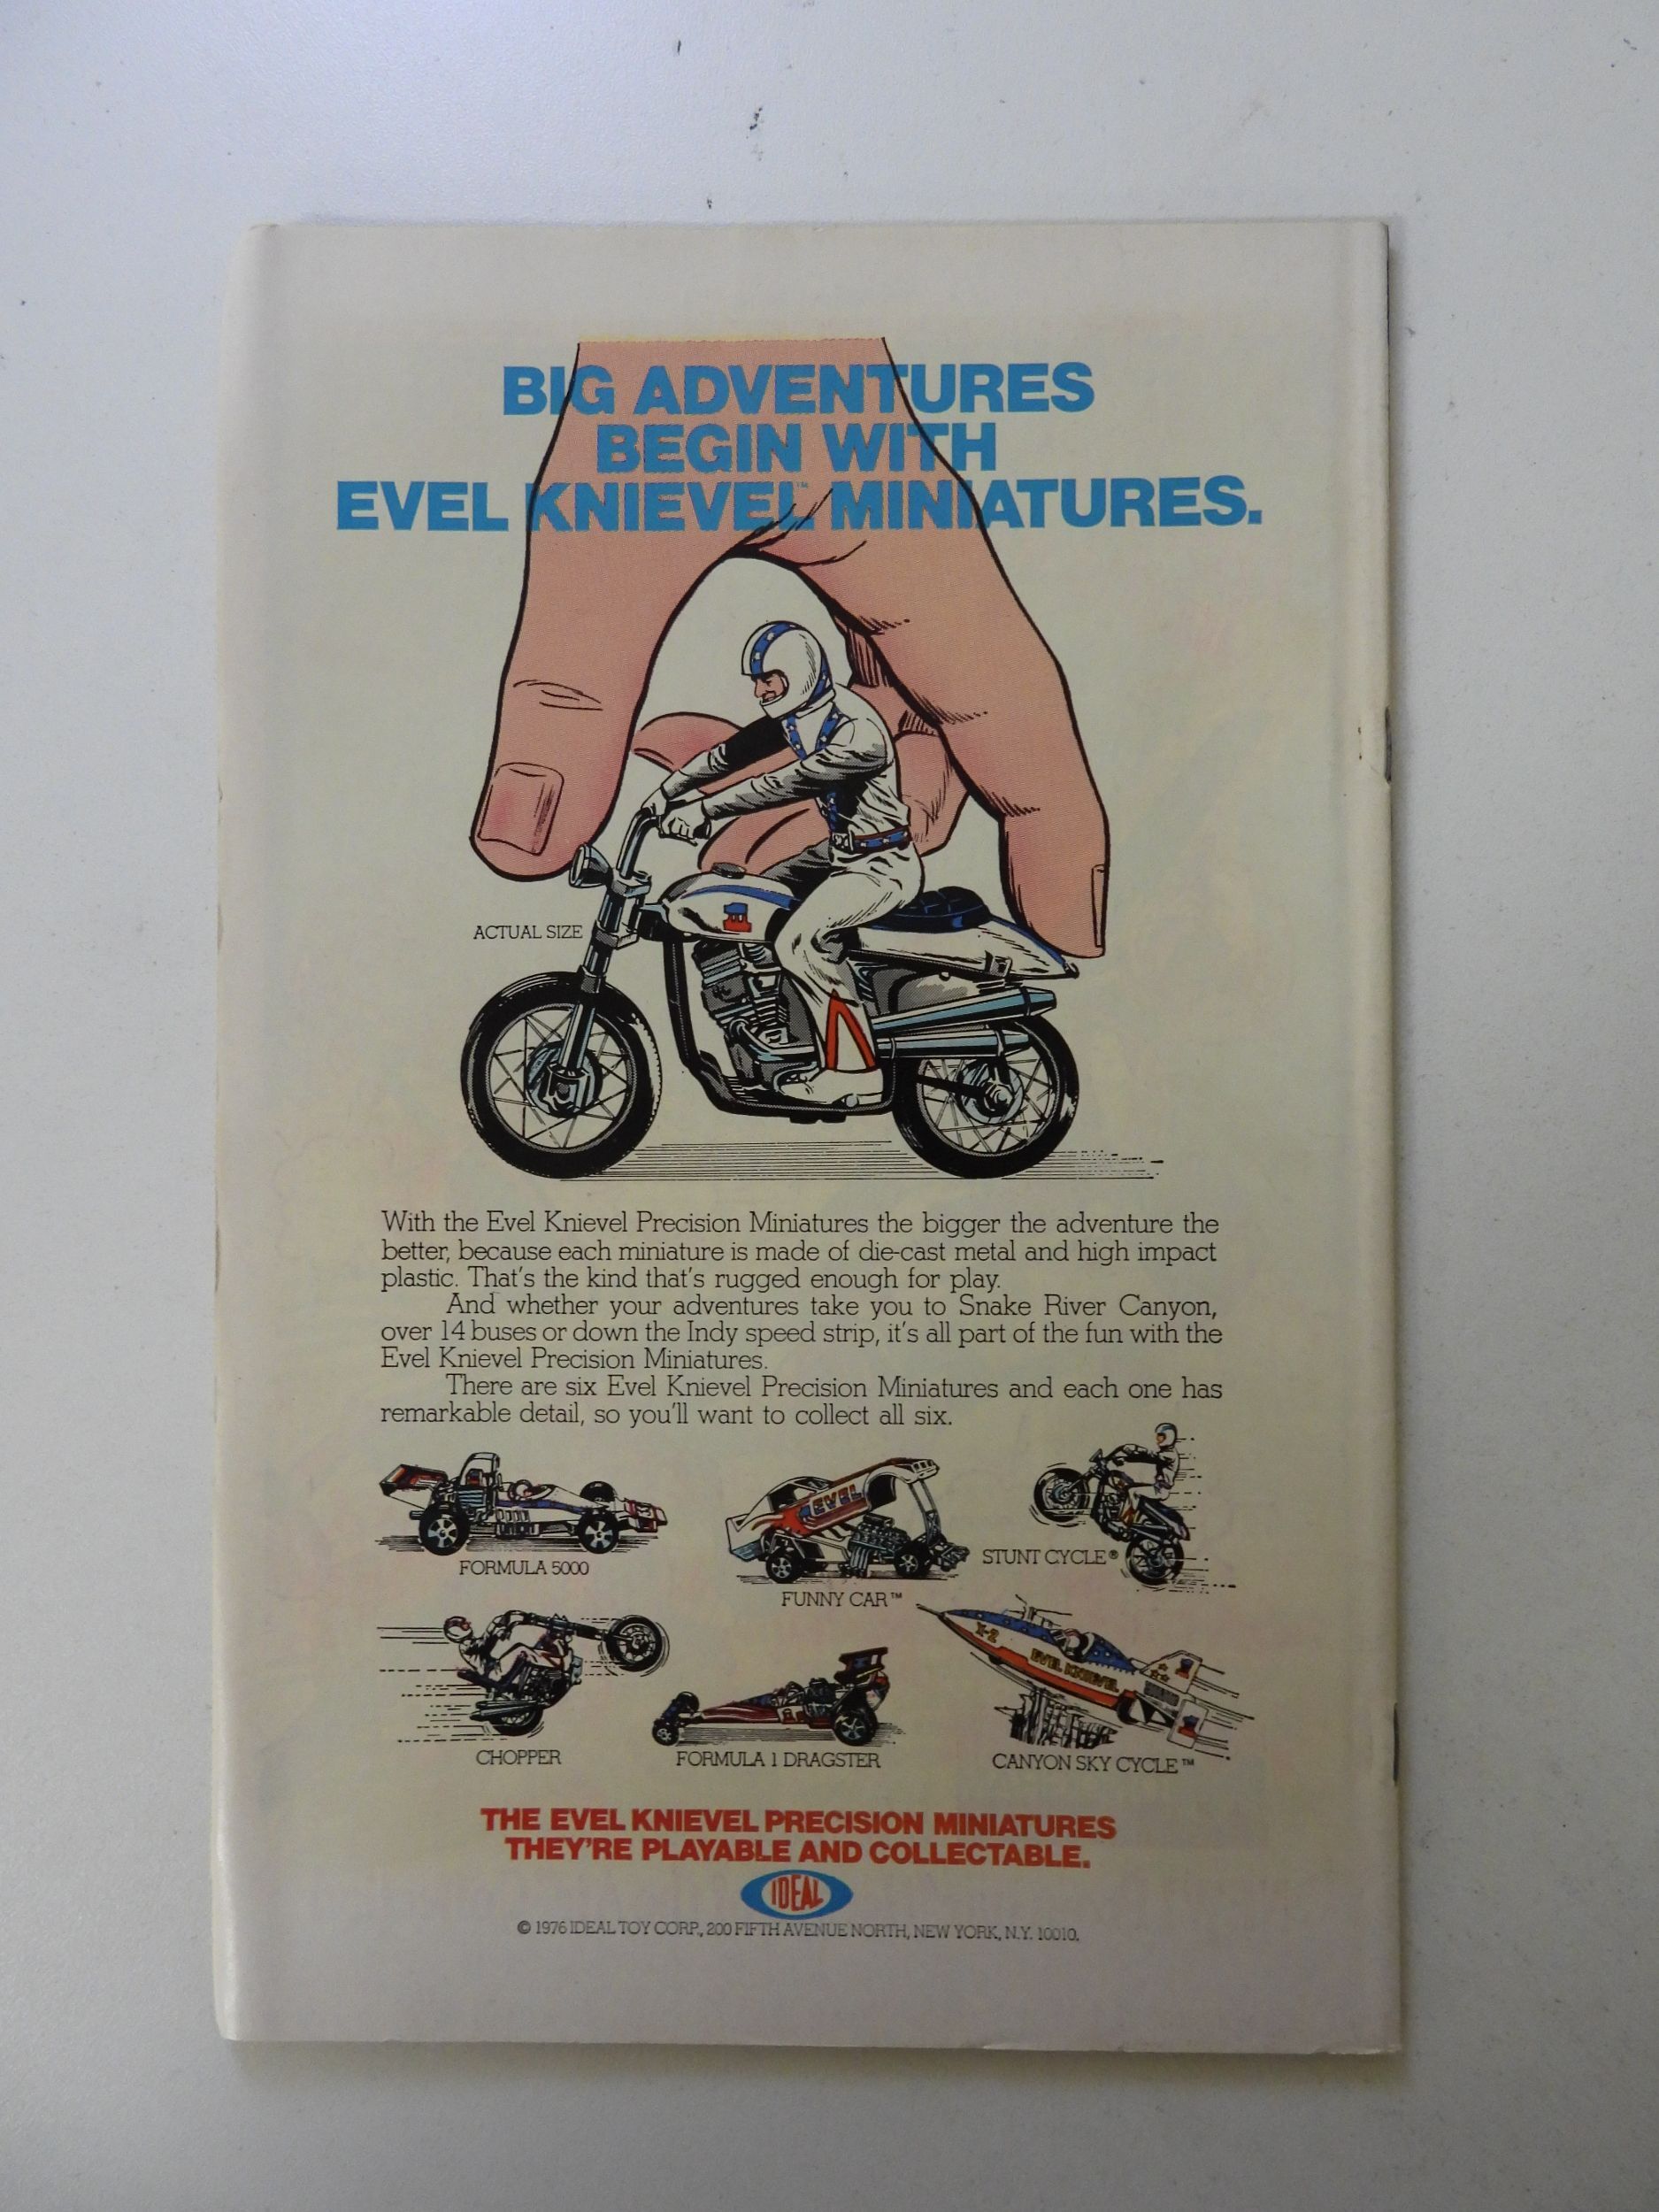 BIG ADVENTURES
BEGIN WITH
EVEL KNIEVEL™ MINIATURES.
ACTUAL SIZE
With the Evel Knievel Precision Miniatures the bigger the adventure the
better, because each miniature is made of die-cast metal and high impact
plastic. That's the kind that's rugged enough for play.
And whether your adventures take you to Snake River Canyon,
over 14 buses or down the Indy speed strip, it's all part of the fun with the
Evel Knievel Precision Miniatures.
There are six Evel Knievel Precision Miniatures and each one has
remarkable detail, so you'll want to collect all six.
EVEL
FORMULA 5000
FUNNY CAR™
STUNT CYCLE®
X-2
EVEL KNIEVEL
CHOPPER
FORMULA 1 DRAGSTER
CANYON SKY CYCLE™
THE EVEL KNIEVEL PRECISION MINIATURES
THEY'RE PLAYABLE AND COLLECTABLE.
IDEAL
© 1976 IDEAL TOY CORP., 200 FIFTH AVENUE NORTH, NEW YORK, N.Y. 10010.